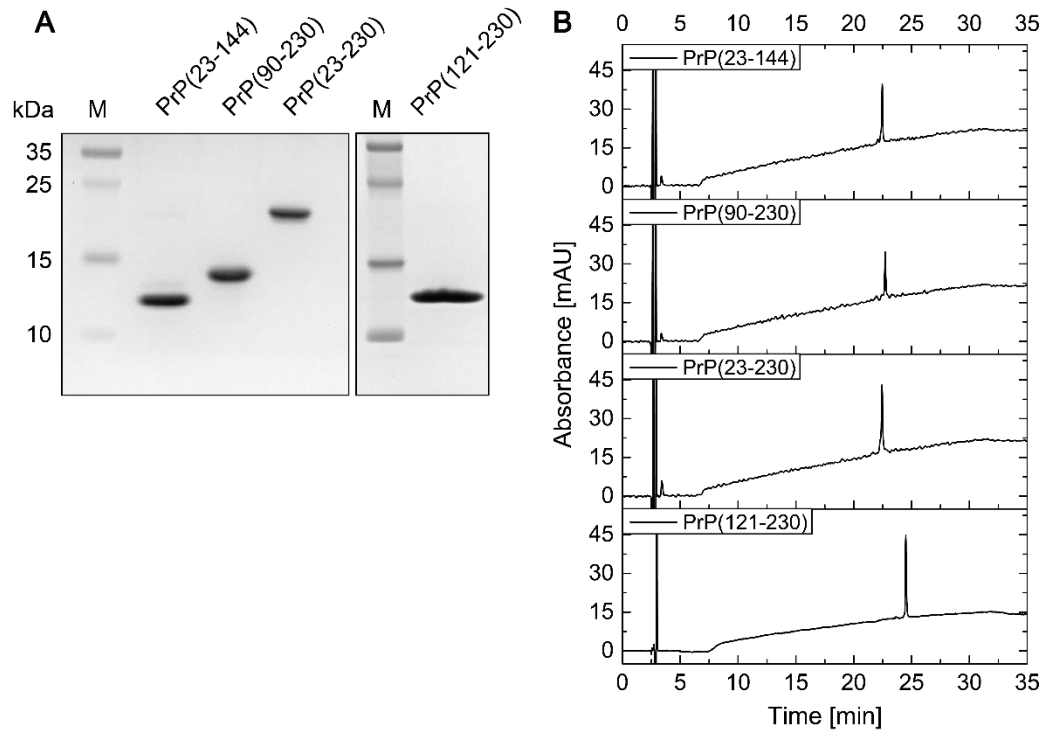 A
PrP(23-144)
PrP(90-230)
PrP(23-230)
PrP(121-230)
kDa
M
M
35
25
15
10
B
0 5 10 15 20 25 30 35
PrP(23-144)
45
30
15
0
PrP(90-230)
45
30
15
0
PrP(23-230)
45
30
15
0
PrP(121-230)
45
30
15
0
Absorbance [mAU]
0 5 10 15 20 25 30 35
Time [min]